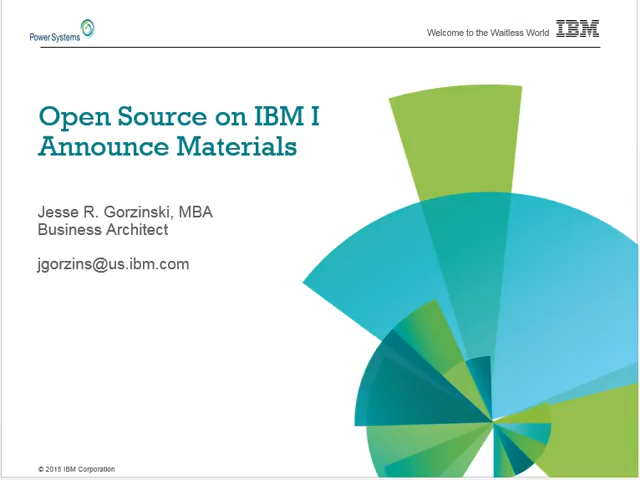 Power Systems
Welcome to the Waitless World
IBM
Open Source on IBM I
Announce Materials
Jesse R. Gorzinski, MBA
Business Architect
jgorzins@us.ibm.com
© 2015 IBM Corporation